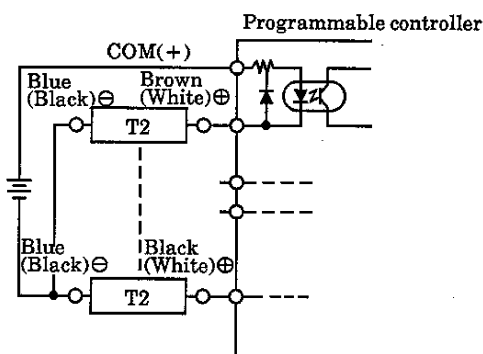 Programmable controller
COM(+)
Blue
(Black)⊖
Brown
(White)⊕
T2
Blue
(Black)⊖
Black
(White)⊕
T2